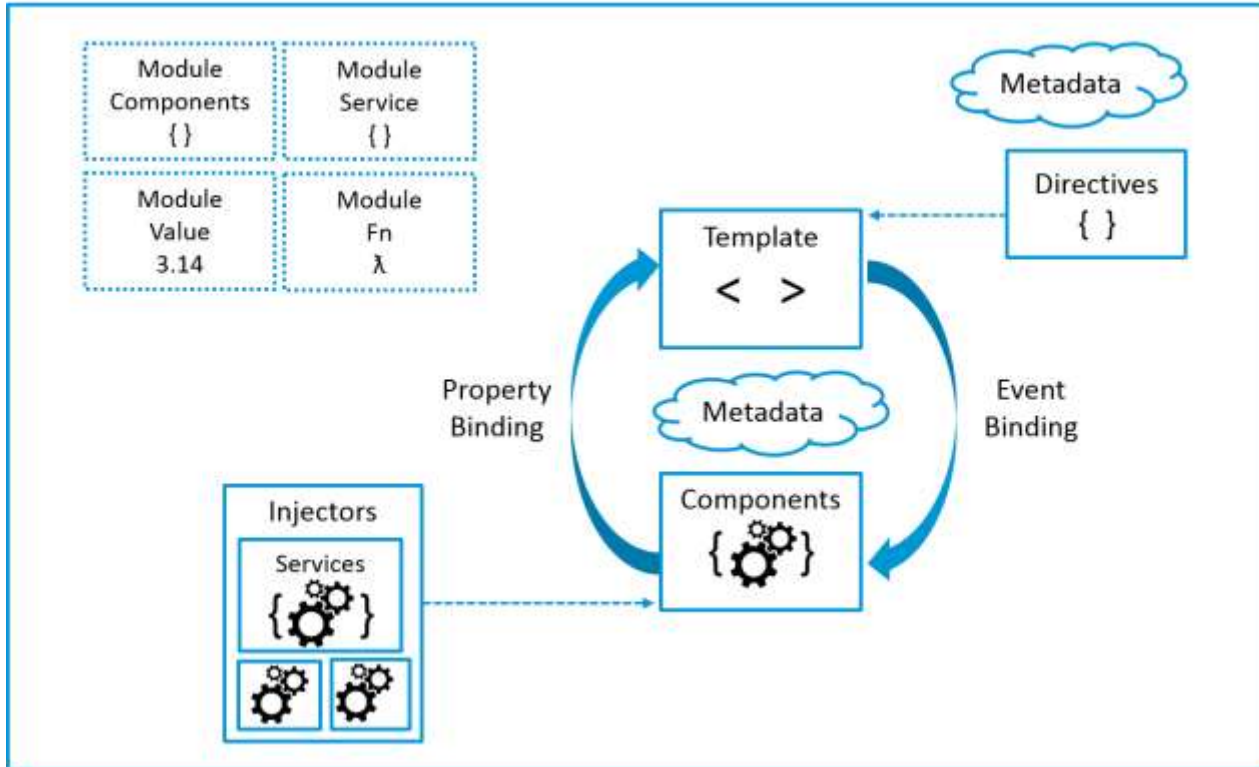 Module
Components
{ }
Module
Service
{ }
Module
Value
3.14
Module
Fn
λ
Metadata
Directives
{ }
Template
< >
Property
Binding
Metadata
Event
Binding
Components
{ }
Injectors
Services
{ }